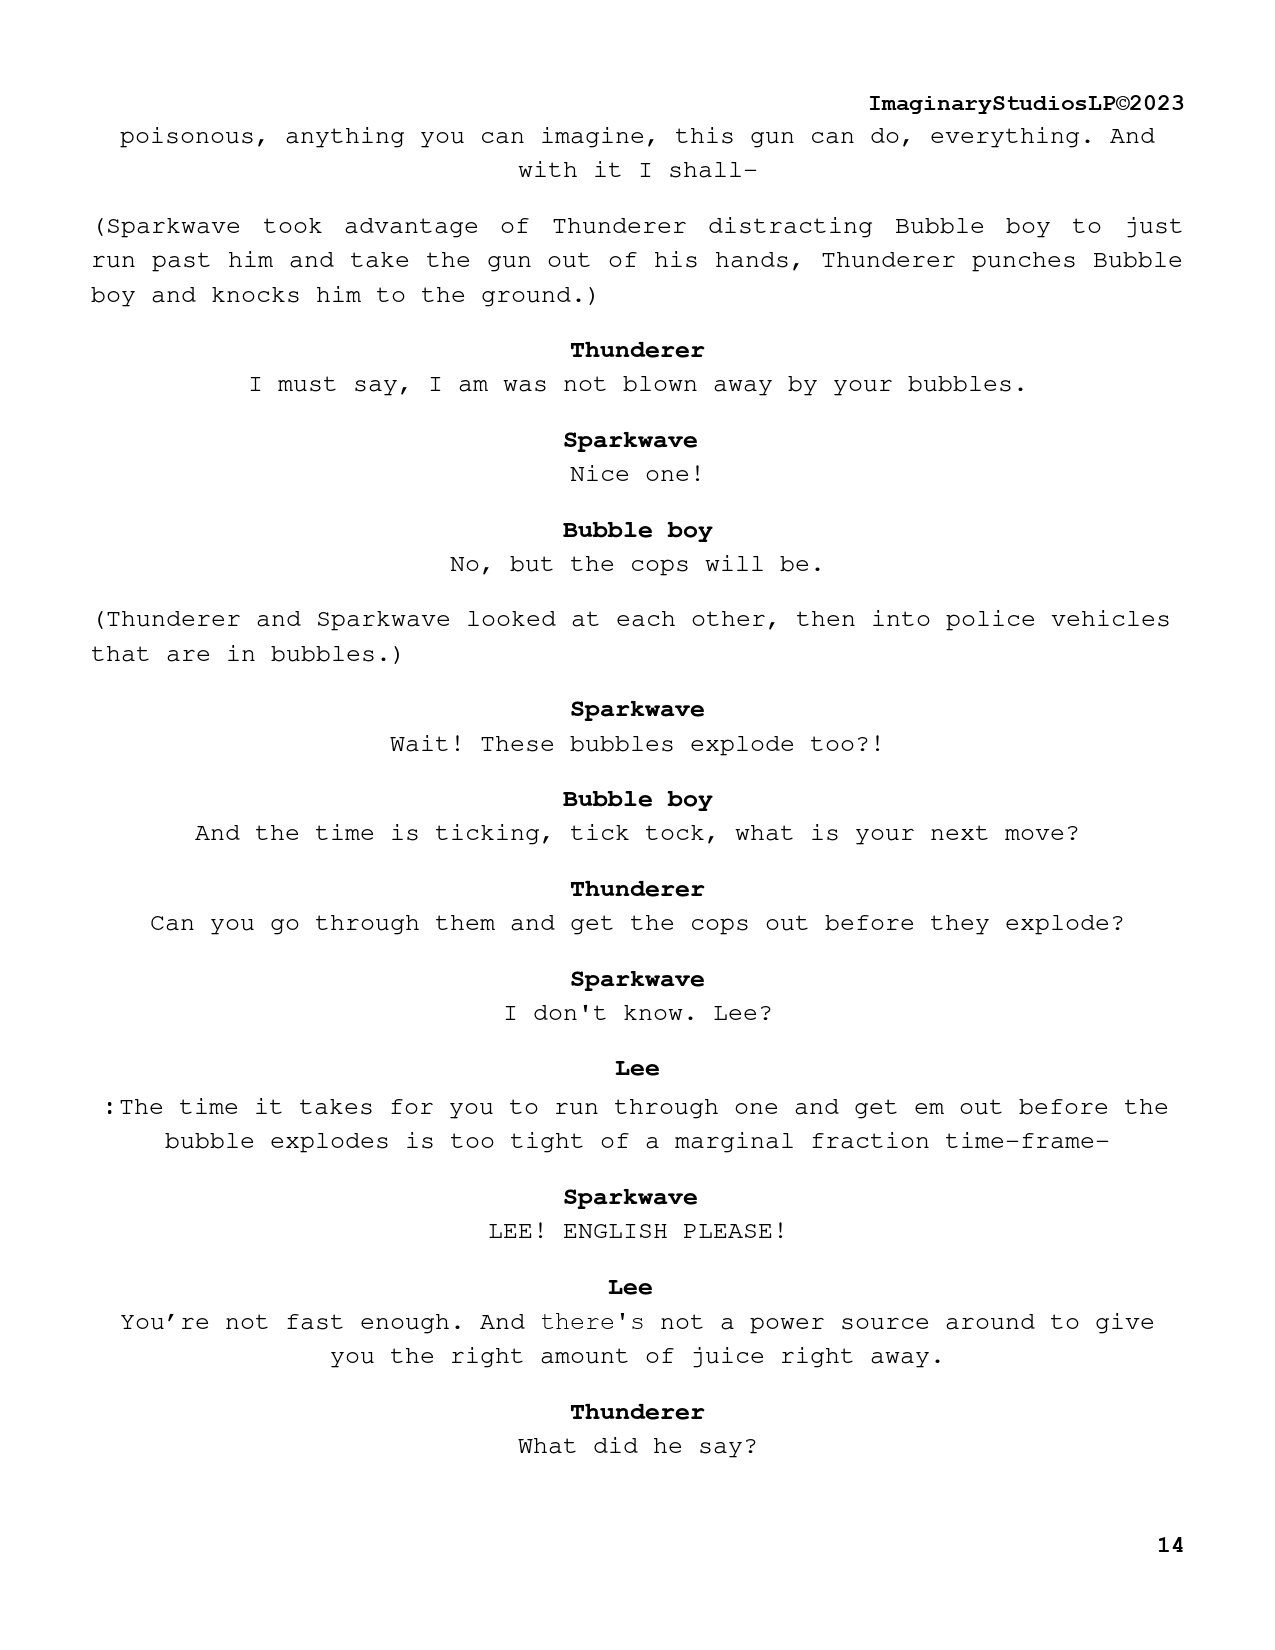 ImaginaryStudiosLP©2023
poisonous, anything you can imagine, this gun can do, everything. And
with it I shall-
(Sparkwave took advantage of Thunderer distracting Bubble boy to just
run past him and take the gun out of his hands, Thunderer punches Bubble
boy and knocks him to the ground.)
Thunderer
I must say, I am was not blown away by your bubbles.
Sparkwave
Nice one!
Bubble boy
No, but the cops will be.
(Thunderer and Sparkwave looked at each other, then into police vehicles
that are in bubbles.)
Sparkwave
Wait! These bubbles explode too?!
Bubble boy
And the time is ticking, tick tock, what is your next move?
Thunderer
Can you go through them and get the cops out before they explode?
Sparkwave
I don't know. Lee?
Lee
:The time it takes for you to run through one and get em out before the
bubble explodes is too tight of a marginal fraction time-frame-
Sparkwave
LEE! ENGLISH PLEASE!
Lee
You’re not fast enough. And there's not a power source around to give
you the right amount of juice right away.
Thunderer
What did he say?
14